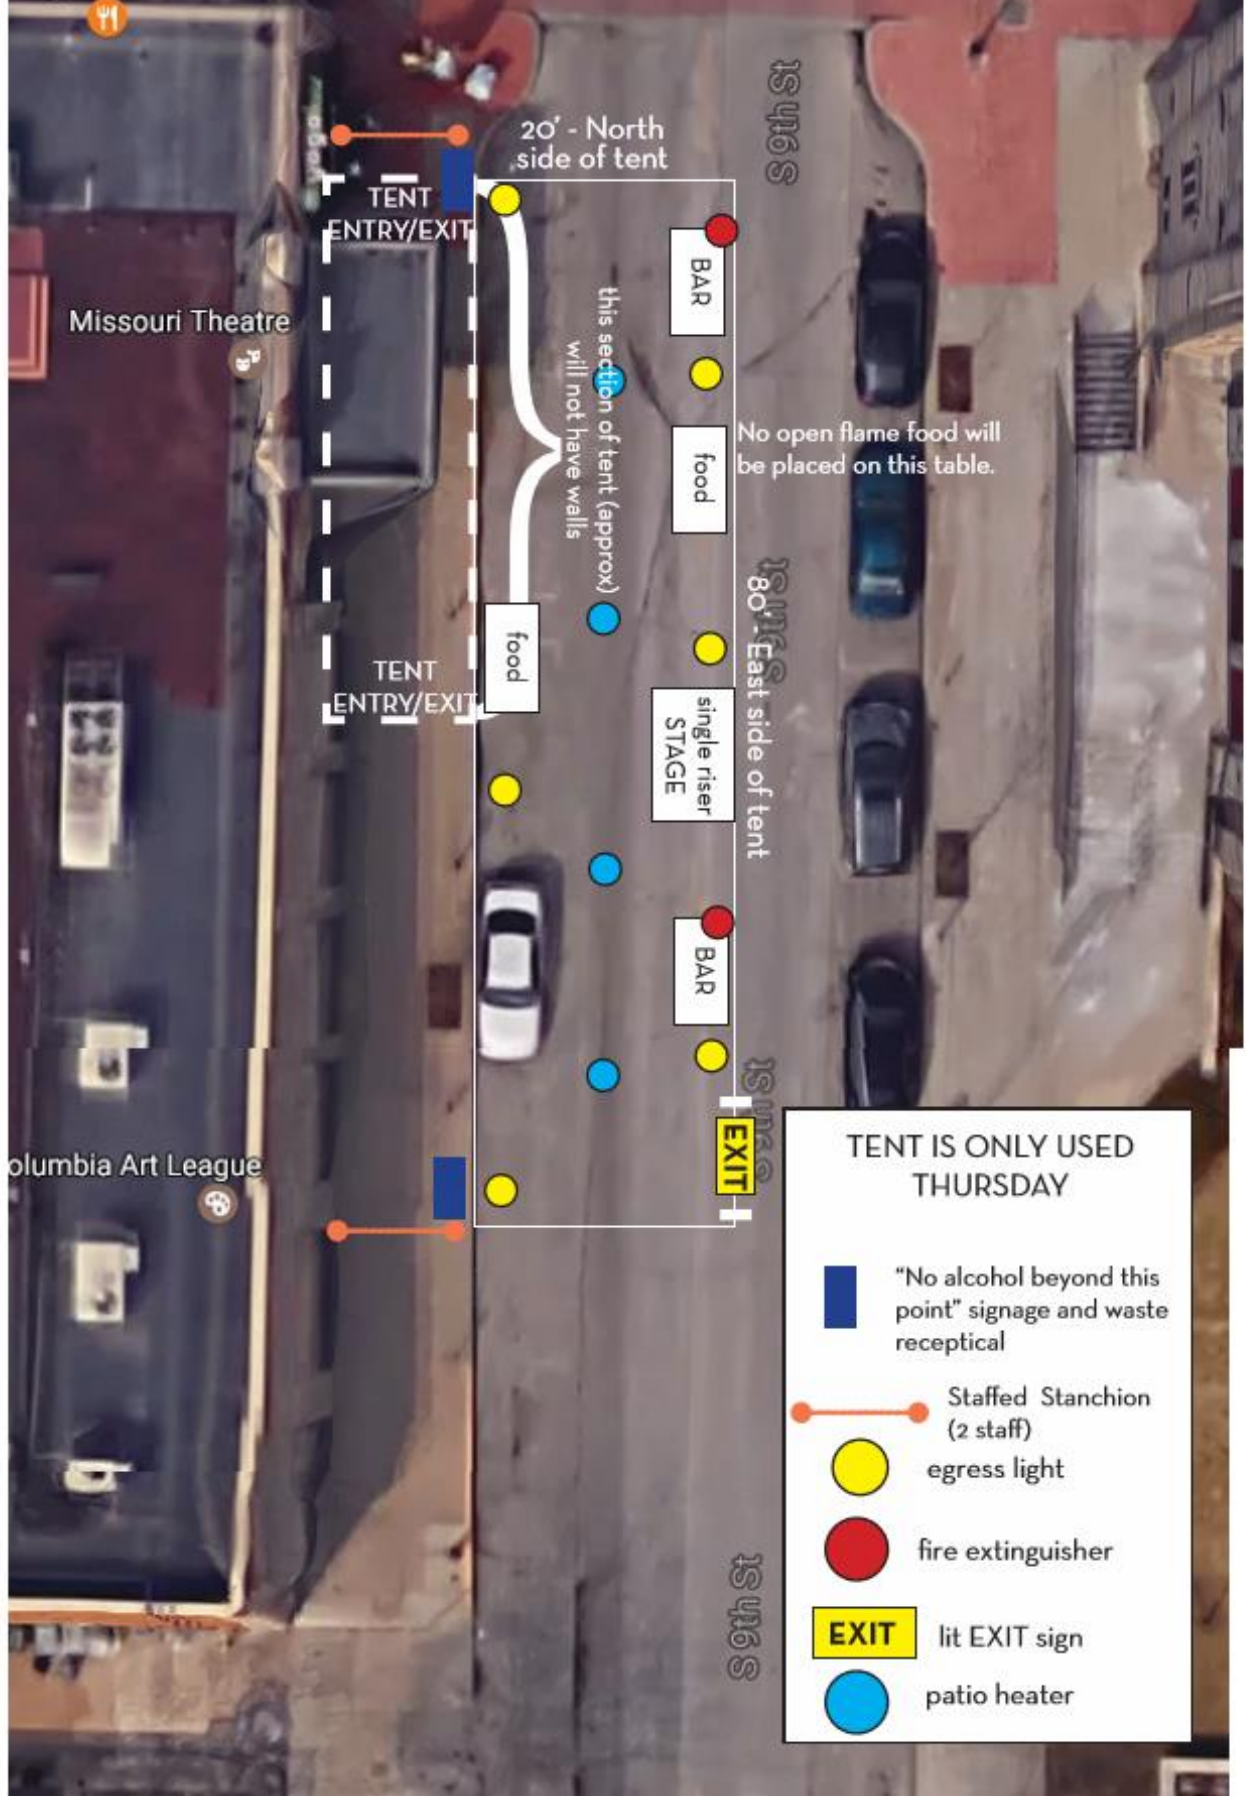 S 9th St
20' - North
side of tent
TENT
ENTRY/EXIT
BAR
Missouri Theatre
this section of tent (approx)
will not have walls
No open flame food will
be placed on this table.
food
80' - East side of tent
food
TENT
ENTRY/EXIT
single riser
STAGE
BAR
EXIT
olumbia Art League
TENT IS ONLY USED
THURSDAY
“No alcohol beyond this
point” signage and waste
receptical
Staffed Stanchion
(2 staff)
egress light
fire extinguisher
EXIT
lit EXIT sign
patio heater
S 9th St